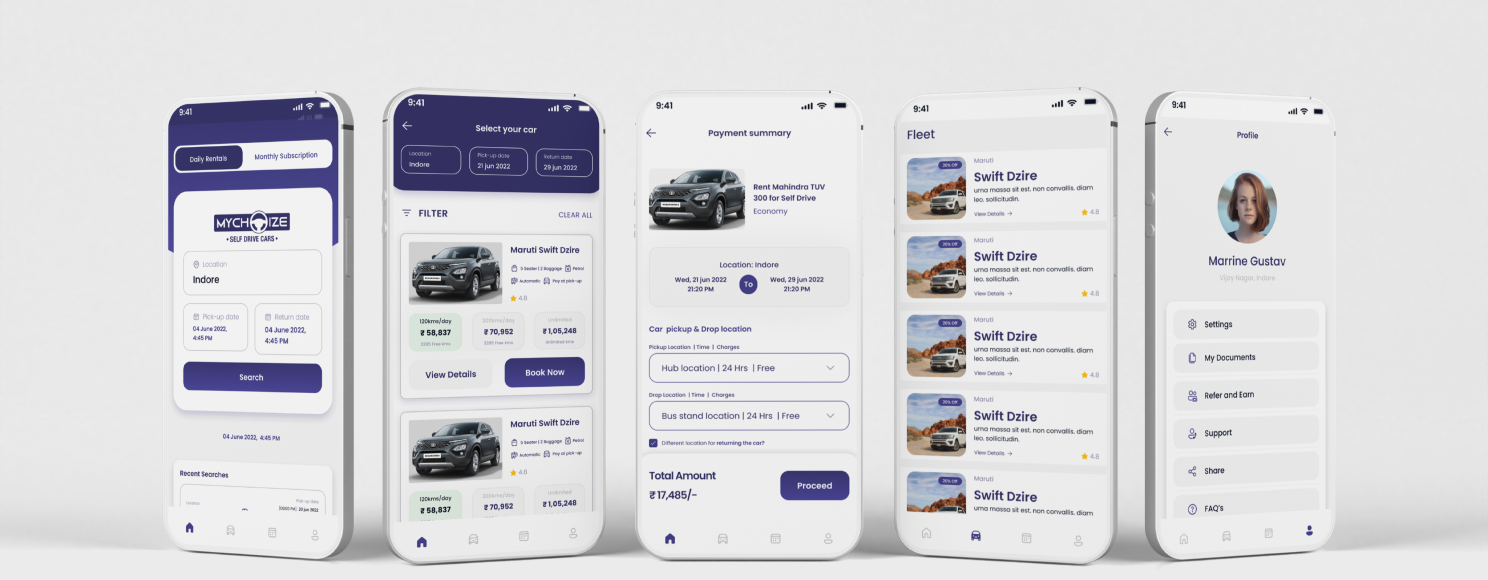 9:41
Daily Rentals
Monthly Subscription
MYCHOIZE
• SELF DRIVE CARS •
Location
Indore
Pick-up date
04 June 2022,
4:45 PM
Return date
04 June 2022,
4:45 PM
Search
04 June 2022, 4:45 PM
Recent Searches
Pick up date
20 jun 2022
9:41
Select your car
Location
Indore
Pick-up date
21 jun 2022
Return date
29 jun 2022
FILTER
CLEAR ALL
Maruti Swift Dzire
5 Seater | 2 Baggage
Petrol
Automatic
Pay at pick-up
4.8
120kms/day
₹ 58,837
₹ 70,952
Unlimited
₹ 1,05,248
unlimited kms
View Details
Book Now
Maruti Swift Dzire
5 Seater | 2 Baggage
Petrol
Automatic
Pay at pick-up
4.8
120kms/day
₹ 58,837
₹ 70,952
Unlimited
₹ 1,05,248
9:41
Payment summary
Rent Mahindra TUV
300 for Self Drive
Economy
Location: Indore
Wed, 21 jun 2022
21:20 PM
To
Wed, 29 jun 2022
21:20 PM
Car pickup & Drop location
Pickup Location | Time | Charges
Hub location | 24 Hrs | Free
Drop Location | Time | Charges
Bus stand location | 24 Hrs | Free
Different location for returning the car?
Total Amount
₹ 17,485/-
Proceed
9:41
Fleet
20% Off
Maruti
Swift Dzire
urna massa sit est. non convallis. diam
leo. sollicitudin.
View Details →
4.8
20% Off
Maruti
Swift Dzire
urna massa sit est. non convallis. diam
leo. sollicitudin.
View Details →
4.8
20% Off
Maruti
Swift Dzire
urna massa sit est. non convallis. diam
leo. sollicitudin.
View Details →
4.8
20% Off
Maruti
Swift Dzire
urna massa sit est. non convallis. diam
leo. sollicitudin.
View Details →
4.8
20% Off
Maruti
Swift Dzire
urna massa sit est. non convallis. diam
9:41
Profile
Marrine Gustav
Vijay Nagar, Indore
Settings
My Documents
Refer and Earn
Support
Share
FAQ's